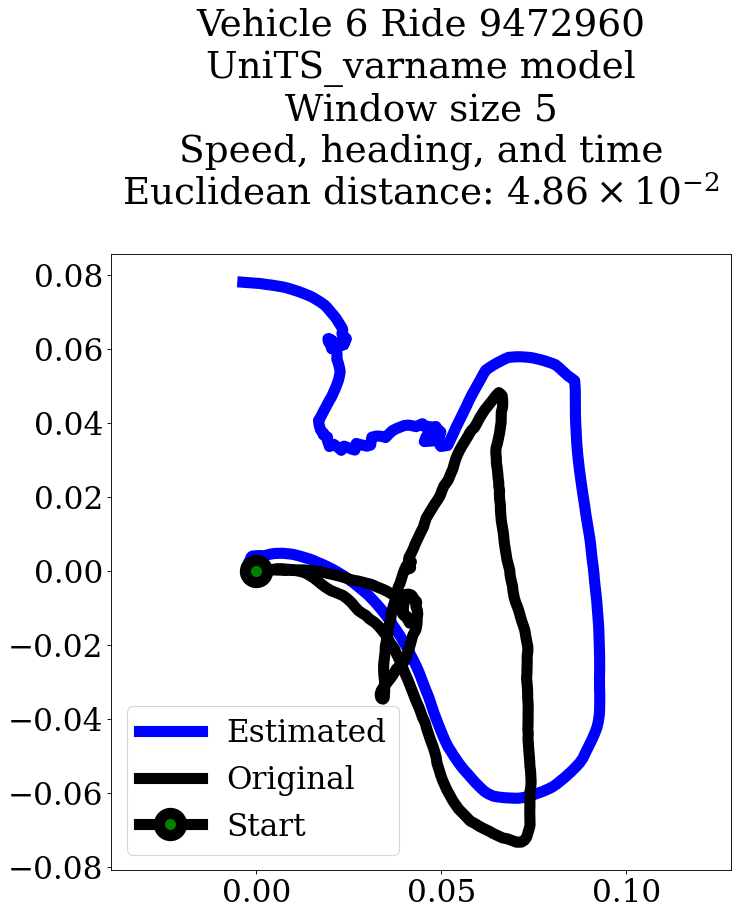 Vehicle 6 Ride 9472960
UniTS_varname model
Window size 5
Speed, heading, and time
Euclidean distance: 4.86 × 10⁻²
0.08
0.06
0.04
0.02
0.00
−0.02
−0.04
−0.06
−0.08
Estimated
Original
Start
0.00 0.05 0.10